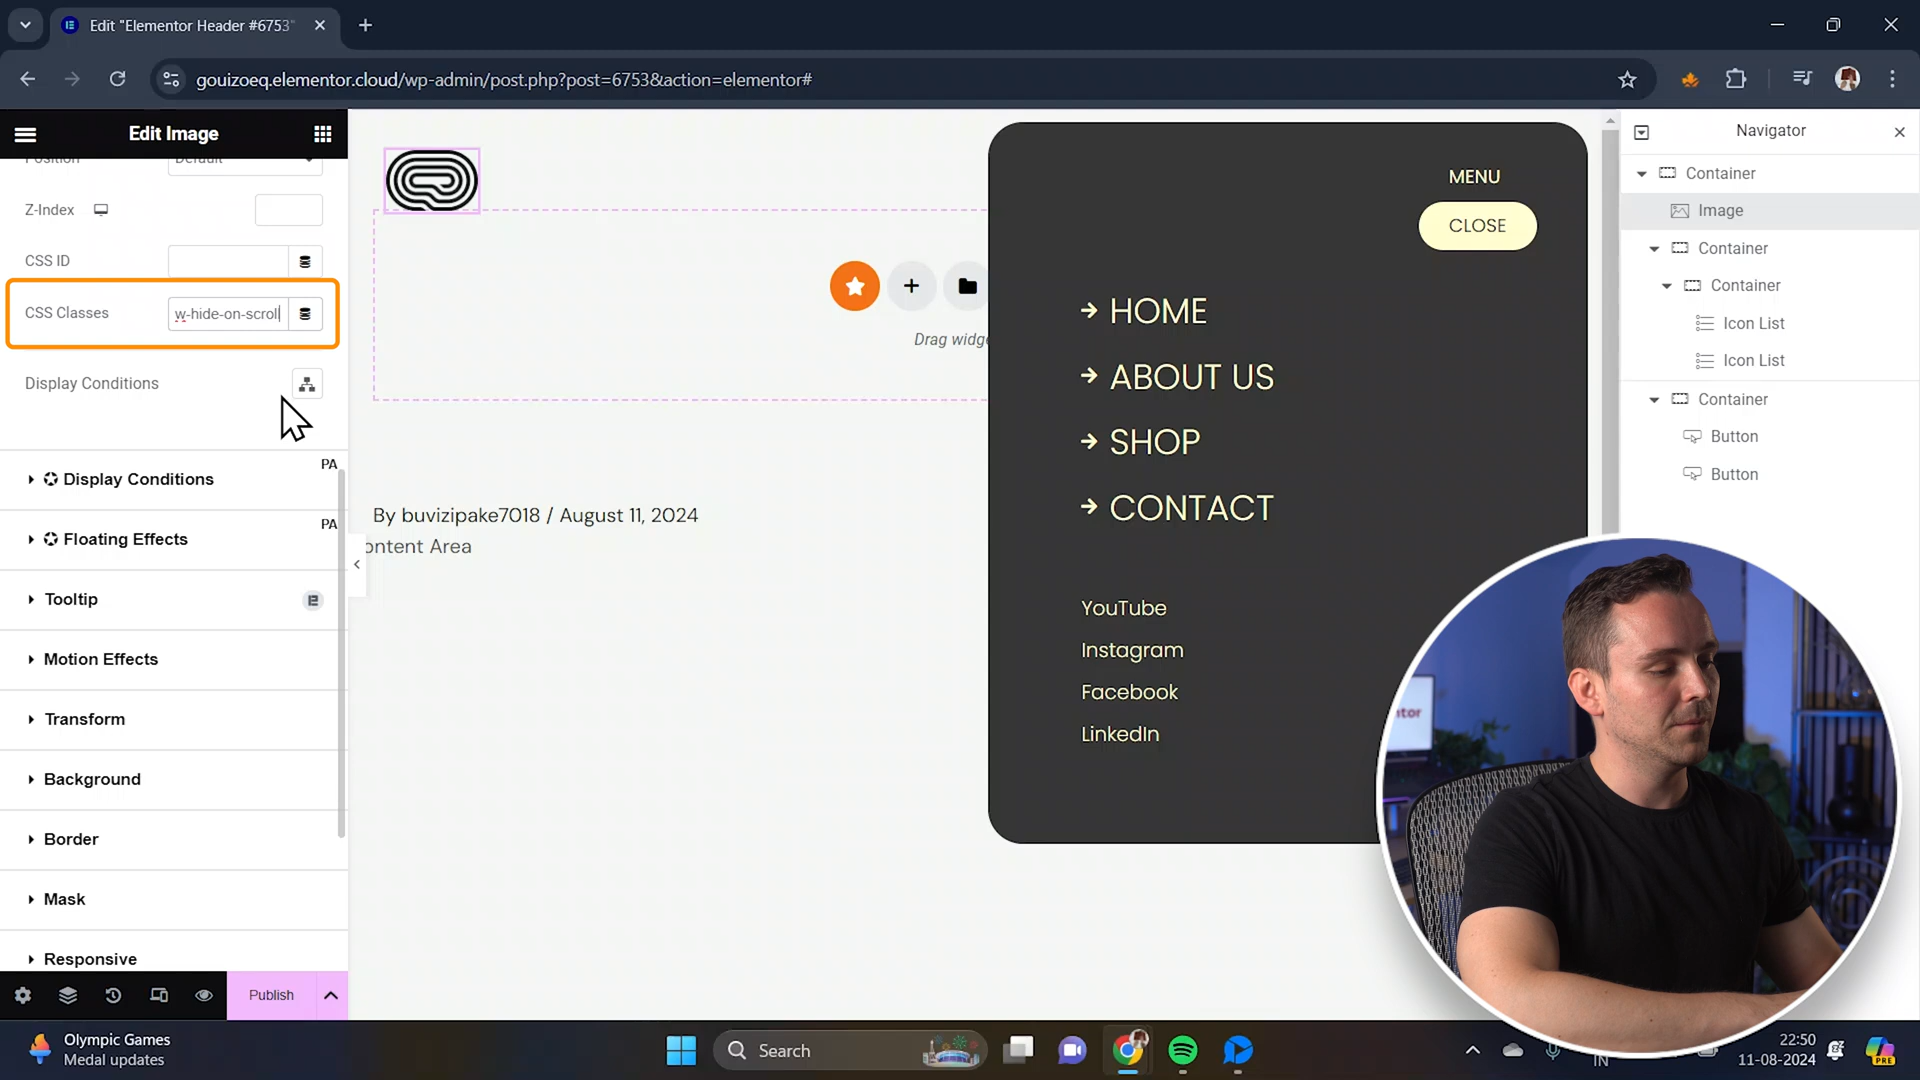 Edit "Elementor Header #6753"
gouizoeq.elementor.cloud/wp-admin/post.php?post=6753&action=elementor#
Edit Image
Position
Default
Z-Index
CSS ID
CSS Classes
w-hide-on-scroll
Display Conditions
PA
Display Conditions
PA
Floating Effects
Tooltip
Motion Effects
Transform
Background
Border
Mask
Responsive
Publish
By buvizipake7018 / August 11, 2024
ontent Area
MENU
CLOSE
HOME
ABOUT US
SHOP
CONTACT
YouTube
Instagram
Facebook
LinkedIn
Navigator
Container
Image
Container
Container
Icon List
Icon List
Container
Button
Button
Olympic Games
Medal updates
Search
IN
22:50
11-08-2024
PRE